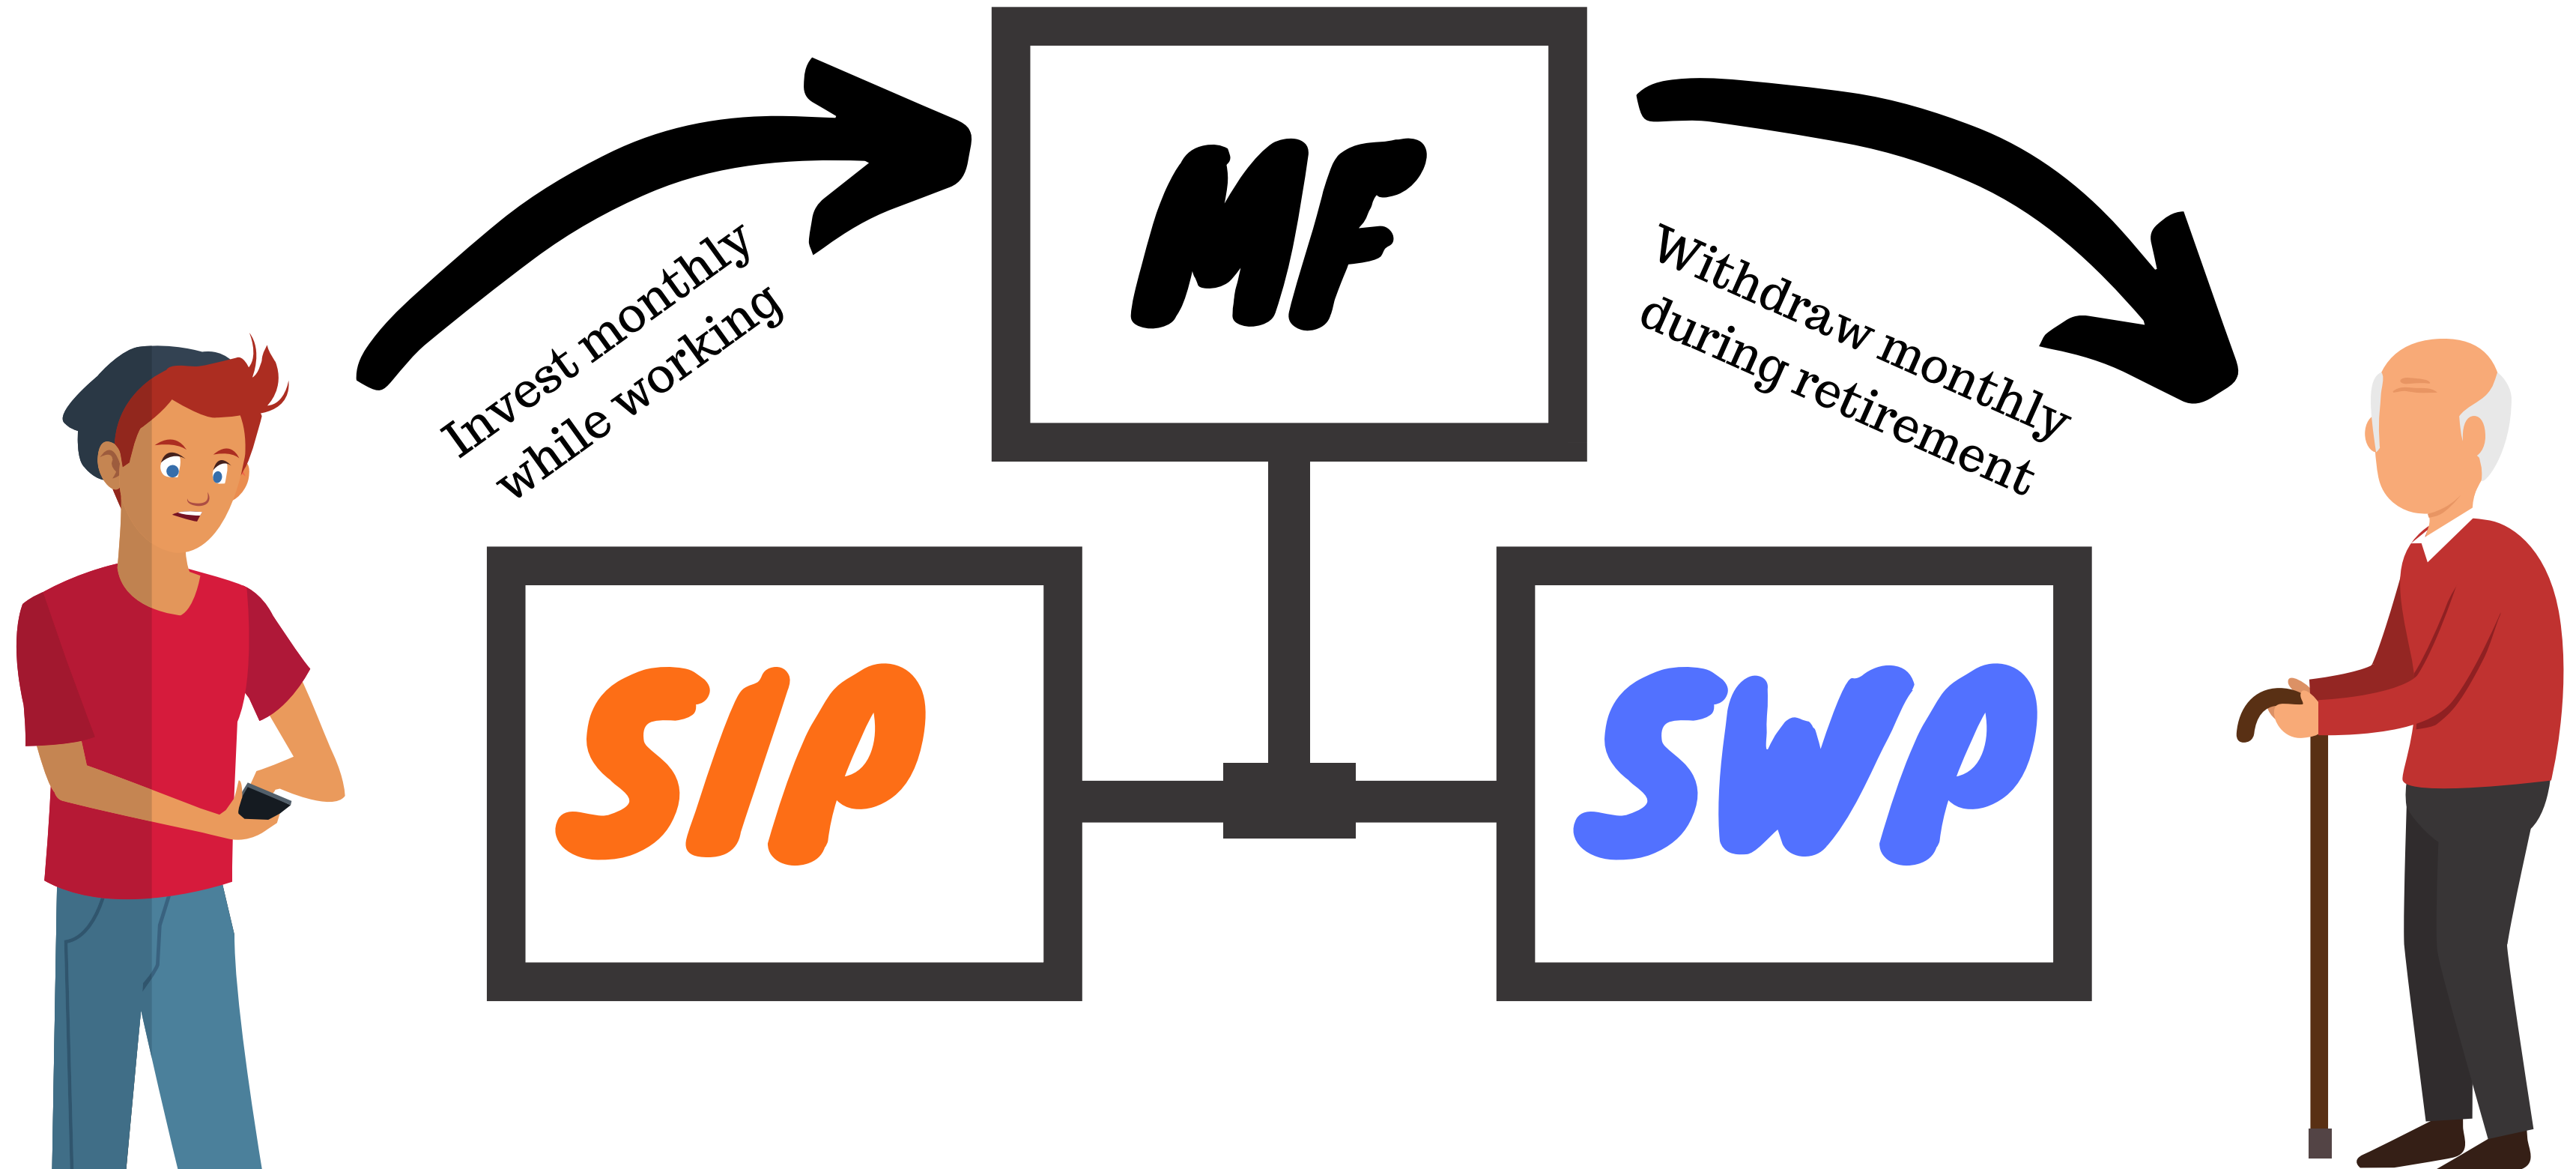 MF
Invest monthly
while working
Withdraw monthly
during retirement
SIP
SWP